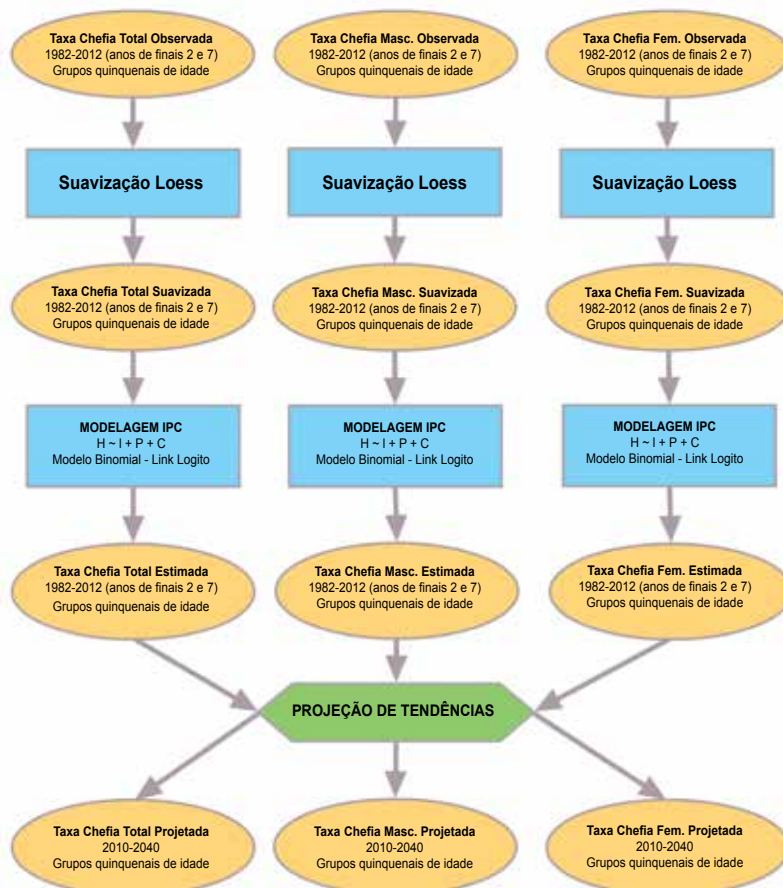 Taxa Chefia Total Observada
1982-2012 (anos de finais 2 e 7)
Grupos quinquenais de idade
Taxa Chefia Masc. Observada
1982-2012 (anos de finais 2 e 7)
Grupos quinquenais de idade
Taxa Chefia Fem. Observada
1982-2012 (anos de finais 2 e 7)
Grupos quinquenais de idade
Suavização Loess
Suavização Loess
Suavização Loess
Taxa Chefia Total Suavizada
1982-2012 (anos de finais 2 e 7)
Grupos quinquenais de idade
Taxa Chefia Masc. Suavizada
1982-2012 (anos de finais 2 e 7)
Grupos quinquenais de idade
Taxa Chefia Fem. Suavizada
1982-2012 (anos de finais 2 e 7)
Grupos quinquenais de idade
MODELAGEM IPC
H ~ I + P + C
Modelo Binomial - Link Logito
MODELAGEM IPC
H ~ I + P + C
Modelo Binomial - Link Logito
MODELAGEM IPC
H ~ I + P + C
Modelo Binomial - Link Logito
Taxa Chefia Total Estimada
1982-2012 (anos de finais 2 e 7)
Grupos quinquenais de idade
Taxa Chefia Masc. Estimada
1982-2012 (anos de finais 2 e 7)
Grupos quinquenais de idade
Taxa Chefia Fem. Estimada
1982-2012 (anos de finais 2 e 7)
Grupos quinquenais de idade
PROJEÇÃO DE TENDÊNCIAS
Taxa Chefia Total Projetada
2010-2040
Grupos quinquenais de idade
Taxa Chefia Masc. Projetada
2010-2040
Grupos quinquenais de idade
Taxa Chefia Fem. Projetada
2010-2040
Grupos quinquenais de idade